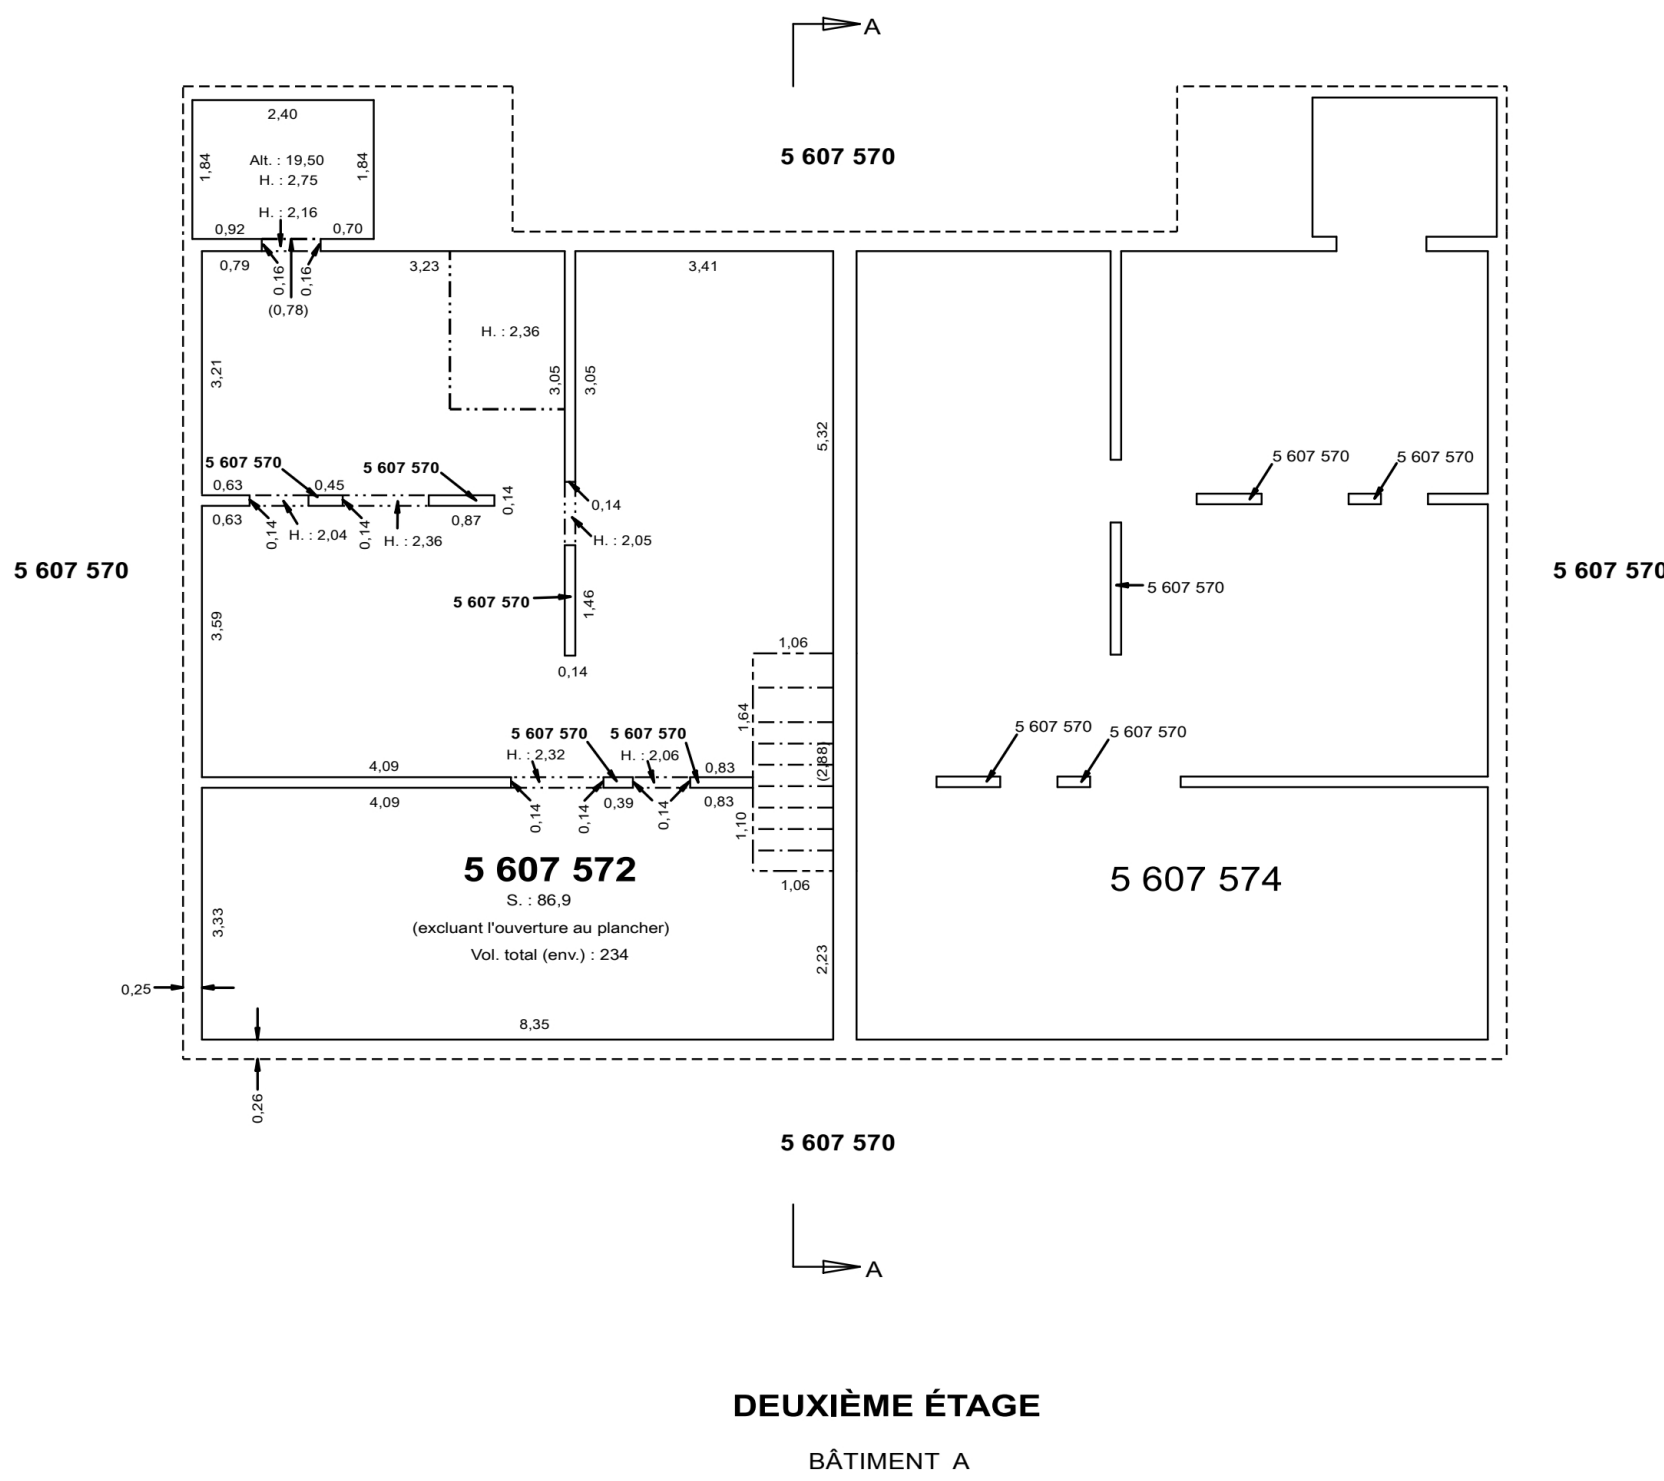 A
5 607 570
2,40
1,84
Alt. : 19,50
1,84
H. : 2,75
H. : 2,16
0,92
0,70
0,79
0,16
0,16
3,23
3,41
(0,78)
H. : 2,36
3,21
3,05
3,05
5,32
5 607 570
5 607 570
5 607 570
5 607 570
0,63
0,45
0,14
0,14
0,63
0,14
H. : 2,04
0,14
H. : 2,36
0,87
H. : 2,05
5 607 570
5 607 570
5 607 570
5 607 570
3,59
1,46
0,14
1,06
1,64
5 607 570
5 607 570
5 607 570
5 607 570
H. : 2,32
H. : 2,06
(2,88)
4,09
0,83
4,09
0,14
0,14
0,39
0,14
0,83
1,10
5 607 572
1,06
5 607 574
S. : 86,9
(excluant l'ouverture au plancher)
Vol. total (env.) : 234
3,33
2,23
0,25
8,35
0,26
5 607 570
A
DEUXIÈME ÉTAGE
BÂTIMENT A